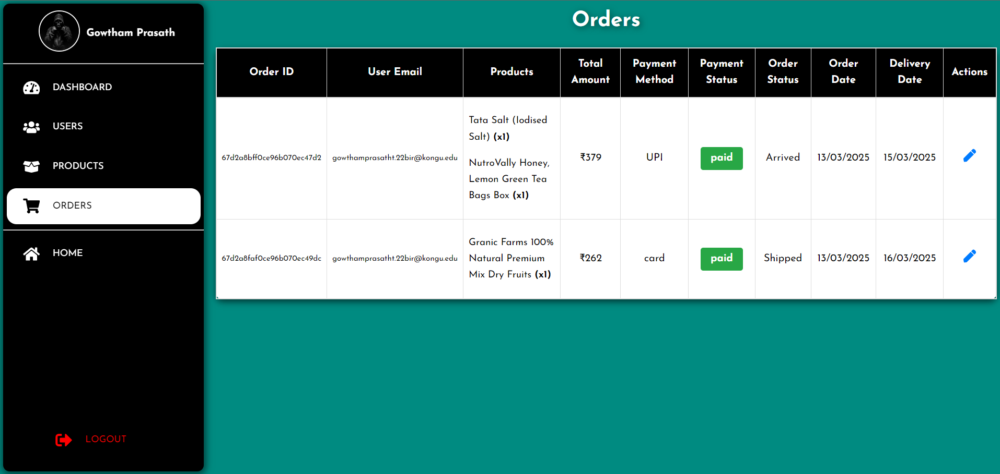 Gowtham Prasath
DASHBOARD
USERS
PRODUCTS
ORDERS
HOME
LOGOUT
Orders
Order ID
User Email
Products
Total
Amount
Payment
Method
Payment
Status
Order
Status
Order
Date
Delivery
Date
Actions
67d2a8bff0ce96b070ec47d2
gowthamprasatht.22bir@kongu.edu
Tata Salt (Iodised
Salt) (x1)
NutroVally Honey,
Lemon Green Tea
Bags Box (x1)
₹379
UPI
paid
Arrived
13/03/2025
15/03/2025
67d2a8faf0ce96b070ec49dc
gowthamprasatht.22bir@kongu.edu
Granic Farms 100%
Natural Premium
Mix Dry Fruits (x1)
₹262
card
paid
Shipped
13/03/2025
16/03/2025